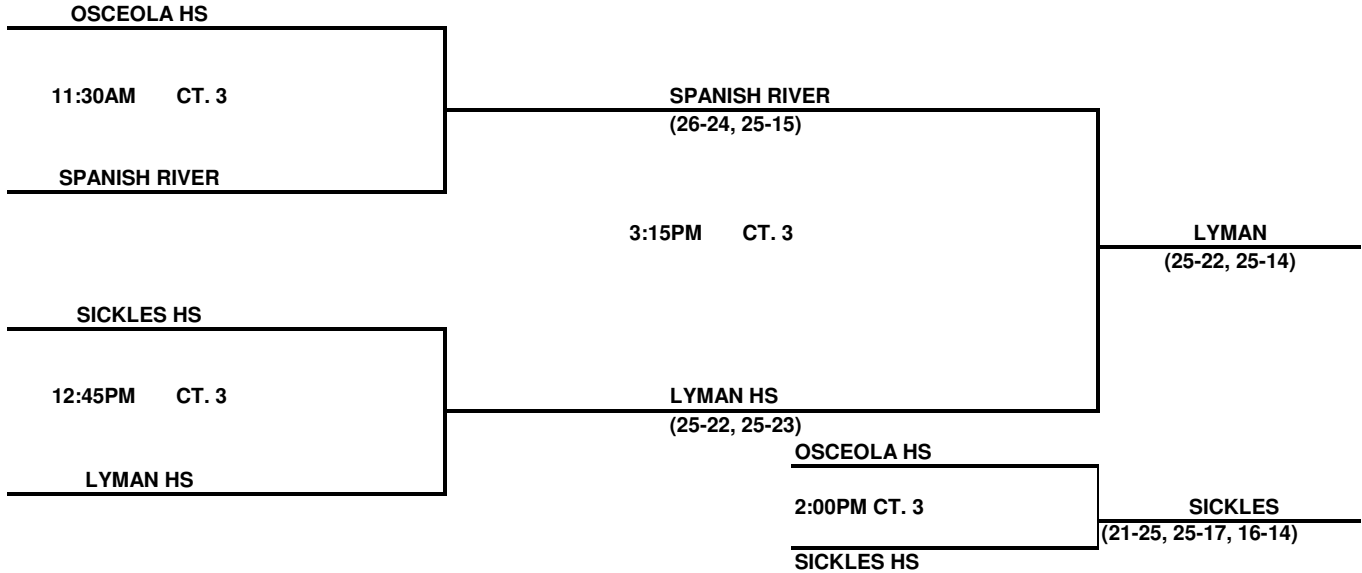 OSCEOLA HS
11:30AM CT. 3
SPANISH RIVER
(26-24, 25-15)
SPANISH RIVER
3:15PM CT. 3
LYMAN
(25-22, 25-14)
SICKLES HS
12:45PM CT. 3
LYMAN HS
(25-22, 25-23)
LYMAN HS
OSCEOLA HS
2:00PM CT. 3
SICKLES
(21-25, 25-17, 16-14)
SICKLES HS